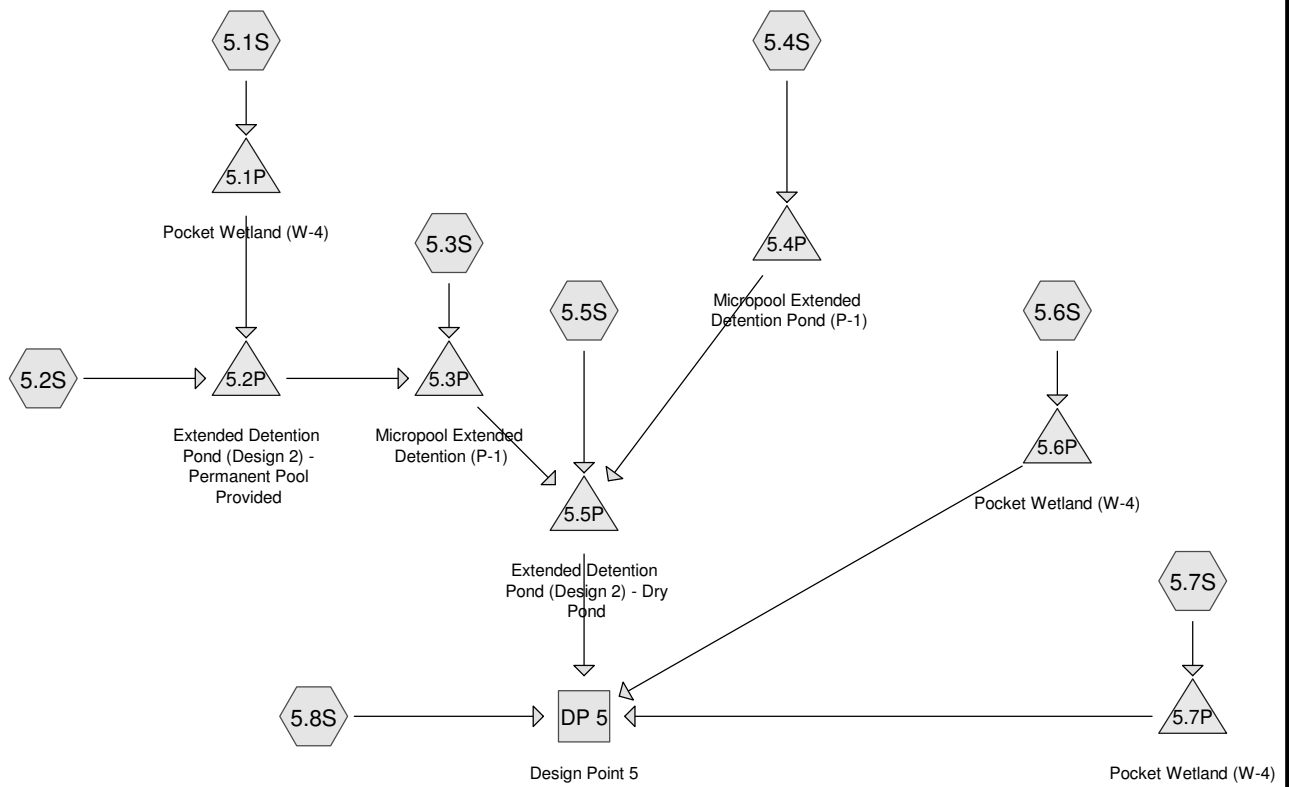 5.1S
5.4S
5.1P
Pocket Wetland (W-4)
5.3S
5.4P
Micropool Extended
Detention Pond (P-1)
5.5S
5.6S
5.2S
5.2P
5.3P
Extended Detention
Pond (Design 2) -
Permanent Pool
Provided
Micropool Extended
Detention (P-1)
5.6P
Pocket Wetland (W-4)
5.5P
Extended Detention
Pond (Design 2) - Dry
Pond
5.7S
5.8S
DP 5
5.7P
Design Point 5
Pocket Wetland (W-4)